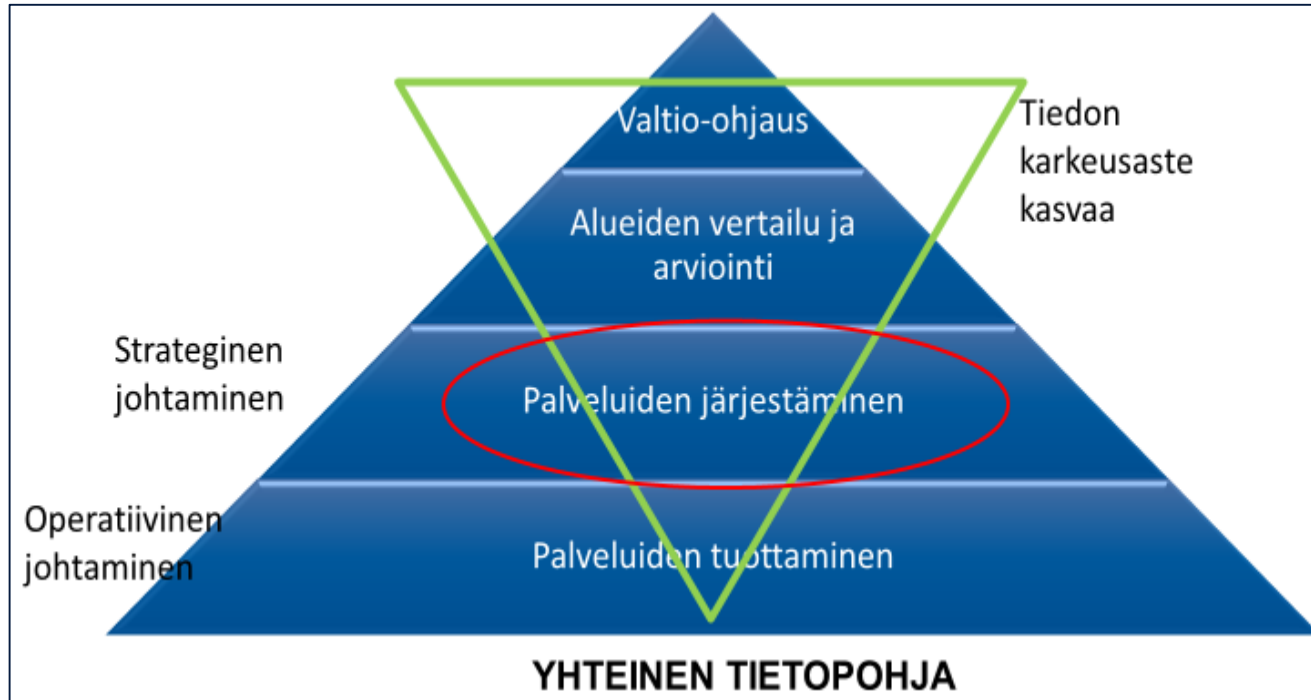 Valtio-ohjaus
Tiedon
karkeusaste
kasvaa
Alueiden vertailu ja
arviointi
Strateginen
johtaminen
Palveluiden järjestäminen
Operatiivinen
johtaminen
Palveluiden tuottaminen
YHTEINEN TIETOPOHJA